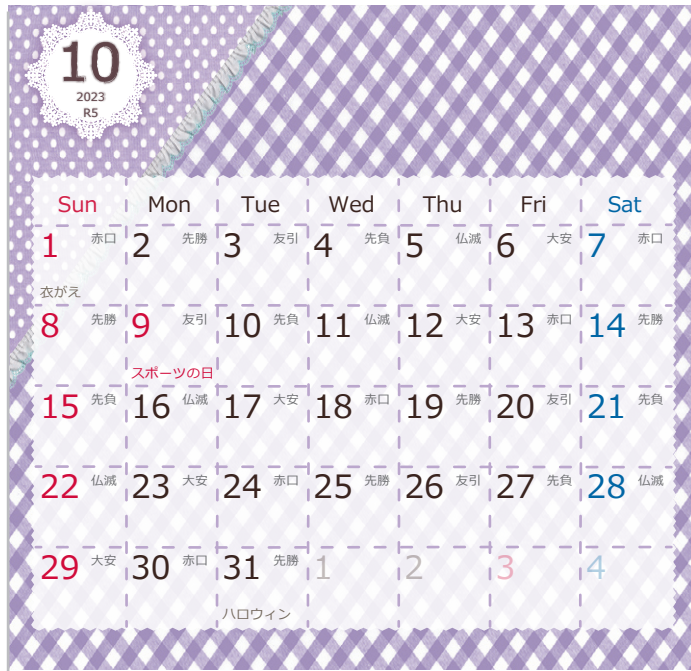 10
2023
R5
Sun Mon Tue Wed Thu Fri Sat
1 赤口 2 先勝 3 友引 4 先負 5 仏滅 6 大安 7 赤口
衣がえ
8 先勝 9 友引 10 先負 11 仏滅 12 大安 13 赤口 14 先勝
スポーツの日
15 先負 16 仏滅 17 大安 18 赤口 19 先勝 20 友引 21 先負
22 仏滅 23 大安 24 赤口 25 先勝 26 友引 27 先負 28 仏滅
29 大安 30 赤口 31 先勝 1 2 3 4
ハロウィン